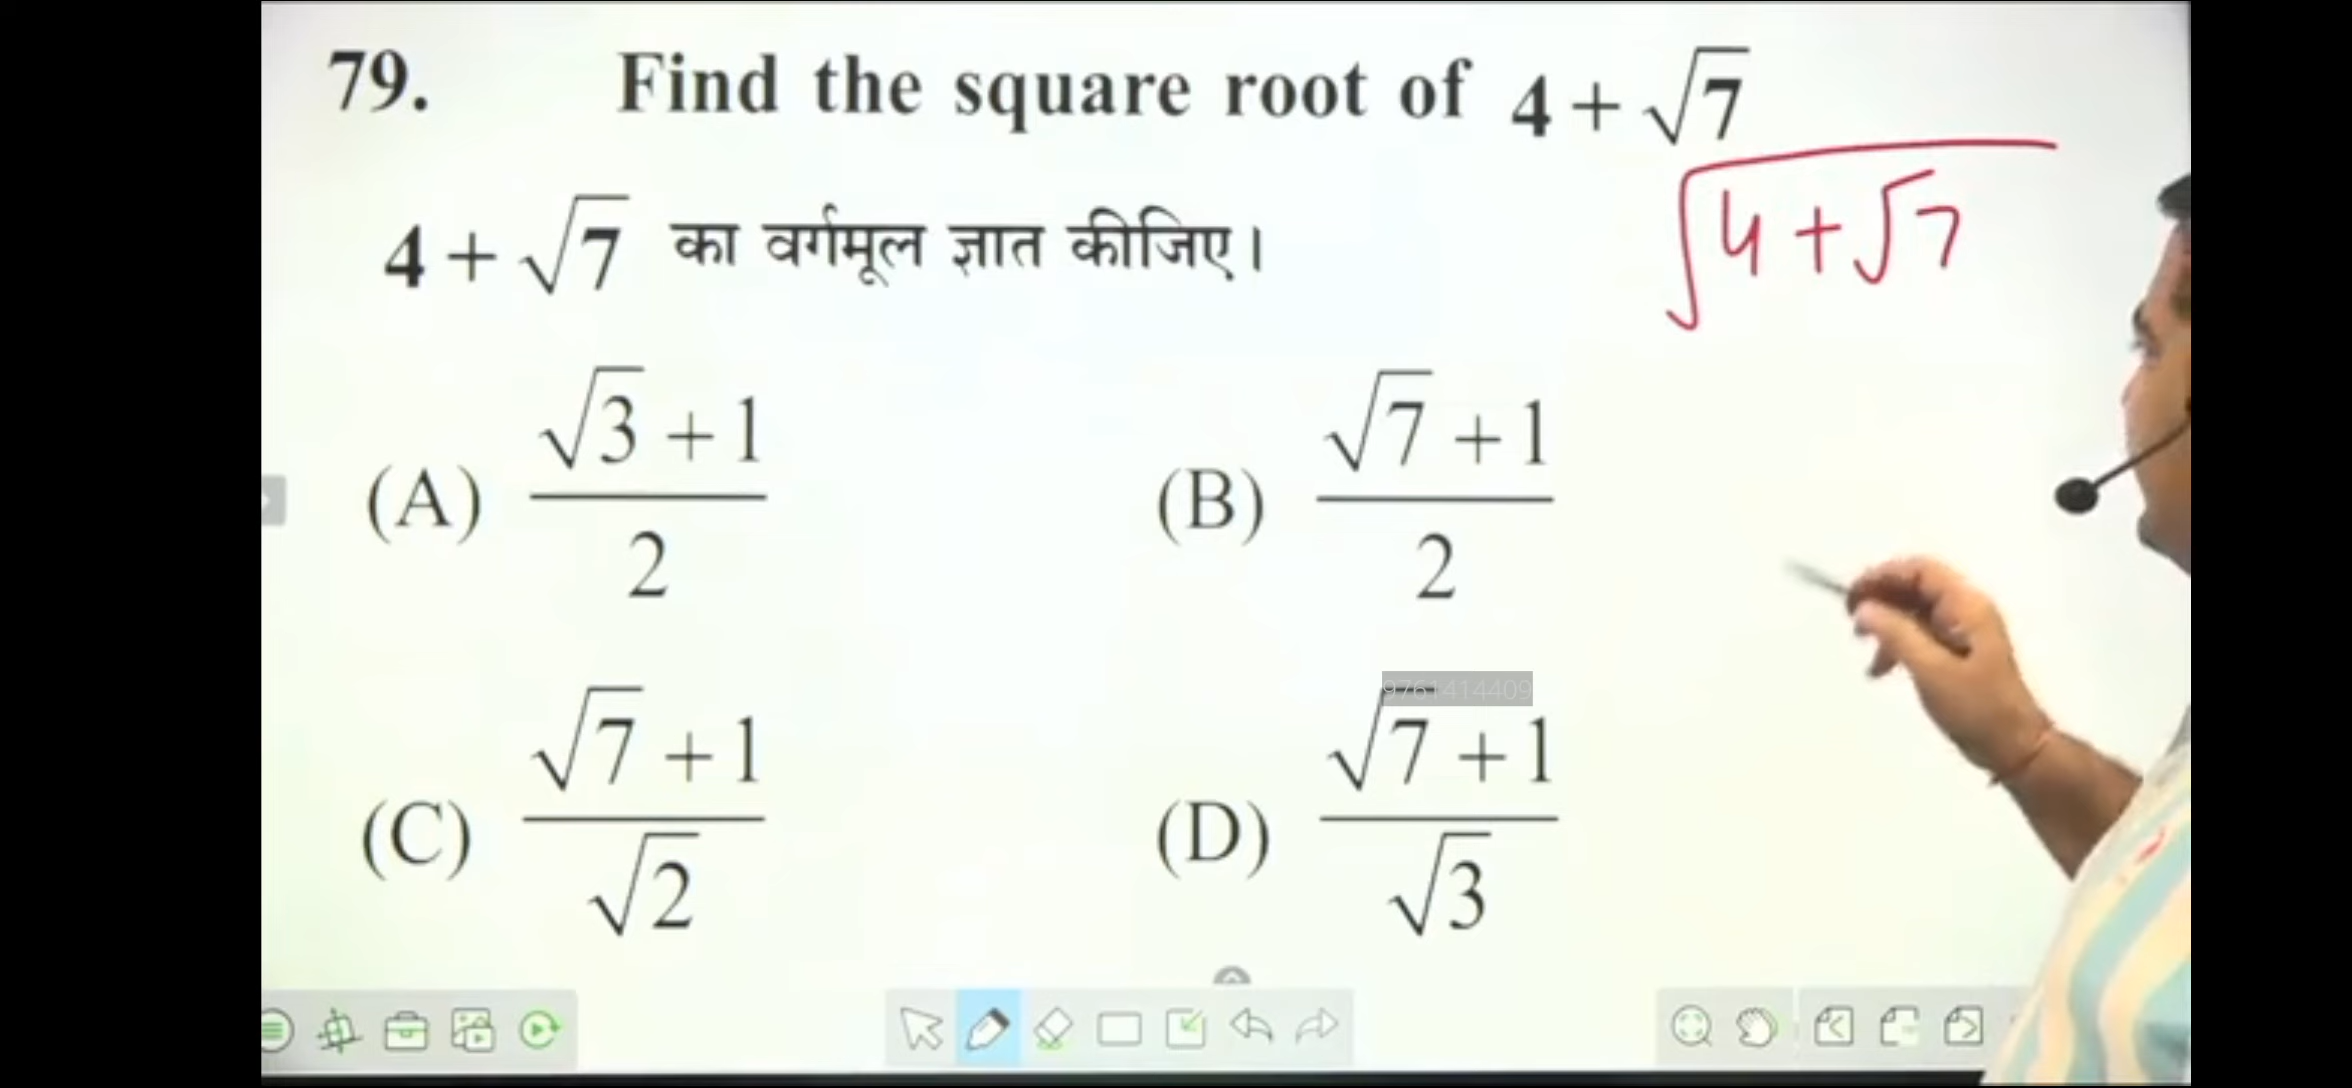 79. Find the square root of 4 + √7
√(4 + √7)
4 + √7 का वर्गमूल ज्ञात कीजिए।
(A) (√3 + 1)/2
(B) (√7 + 1)/2
(C) (√7 + 1)/√2
9761414409
(D) (√7 + 1)/√3